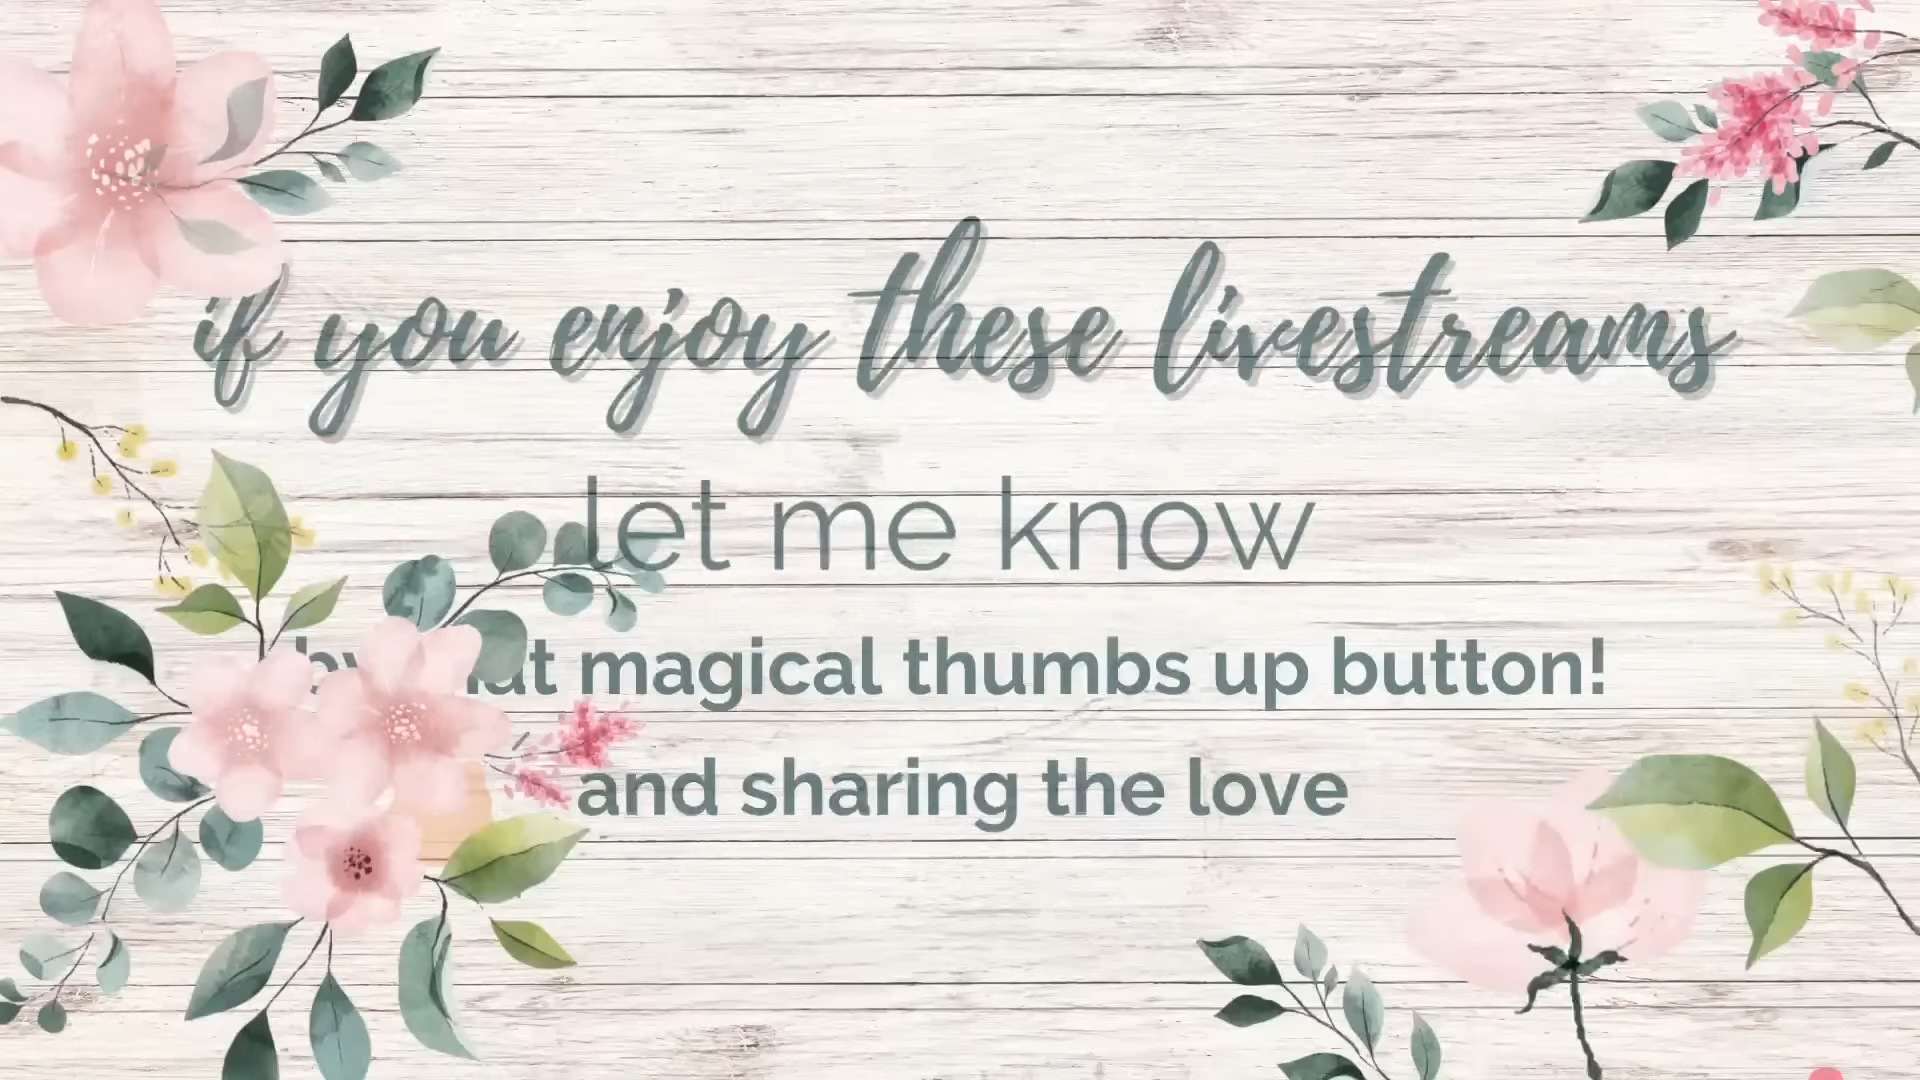 if you enjoy these livestreams
let me know
magical thumbs up button!
and sharing the love